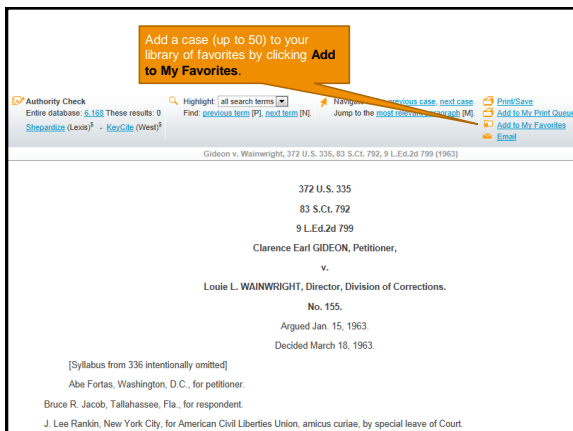 Add a case (up to 50) to your
library of favorites by clicking Add
to My Favorites.
Authority Check
Entire database: 6,168 These results: 0
Shepardize (Lexis)$ - KeyCite (West)$
Highlight: all search terms
Find: previous term [P], next term [N].
Navigate previous case, next case.
Jump to the most relevant paragraph [M].
Print/Save
Add to My Print Queue
Add to My Favorites
Email
Gideon v. Wainwright, 372 U.S. 335, 83 S.Ct. 792, 9 L.Ed.2d 799 (1963)
372 U.S. 335
83 S.Ct. 792
9 L.Ed.2d 799
Clarence Earl GIDEON, Petitioner,
v.
Louie L. WAINWRIGHT, Director, Division of Corrections.
No. 155.
Argued Jan. 15, 1963.
Decided March 18, 1963.
[Syllabus from 336 intentionally omitted]
Abe Fortas, Washington, D.C., for petitioner.
Bruce R. Jacob, Tallahassee, Fla., for respondent.
J. Lee Rankin, New York City, for American Civil Liberties Union, amicus curiae, by special leave of Court.